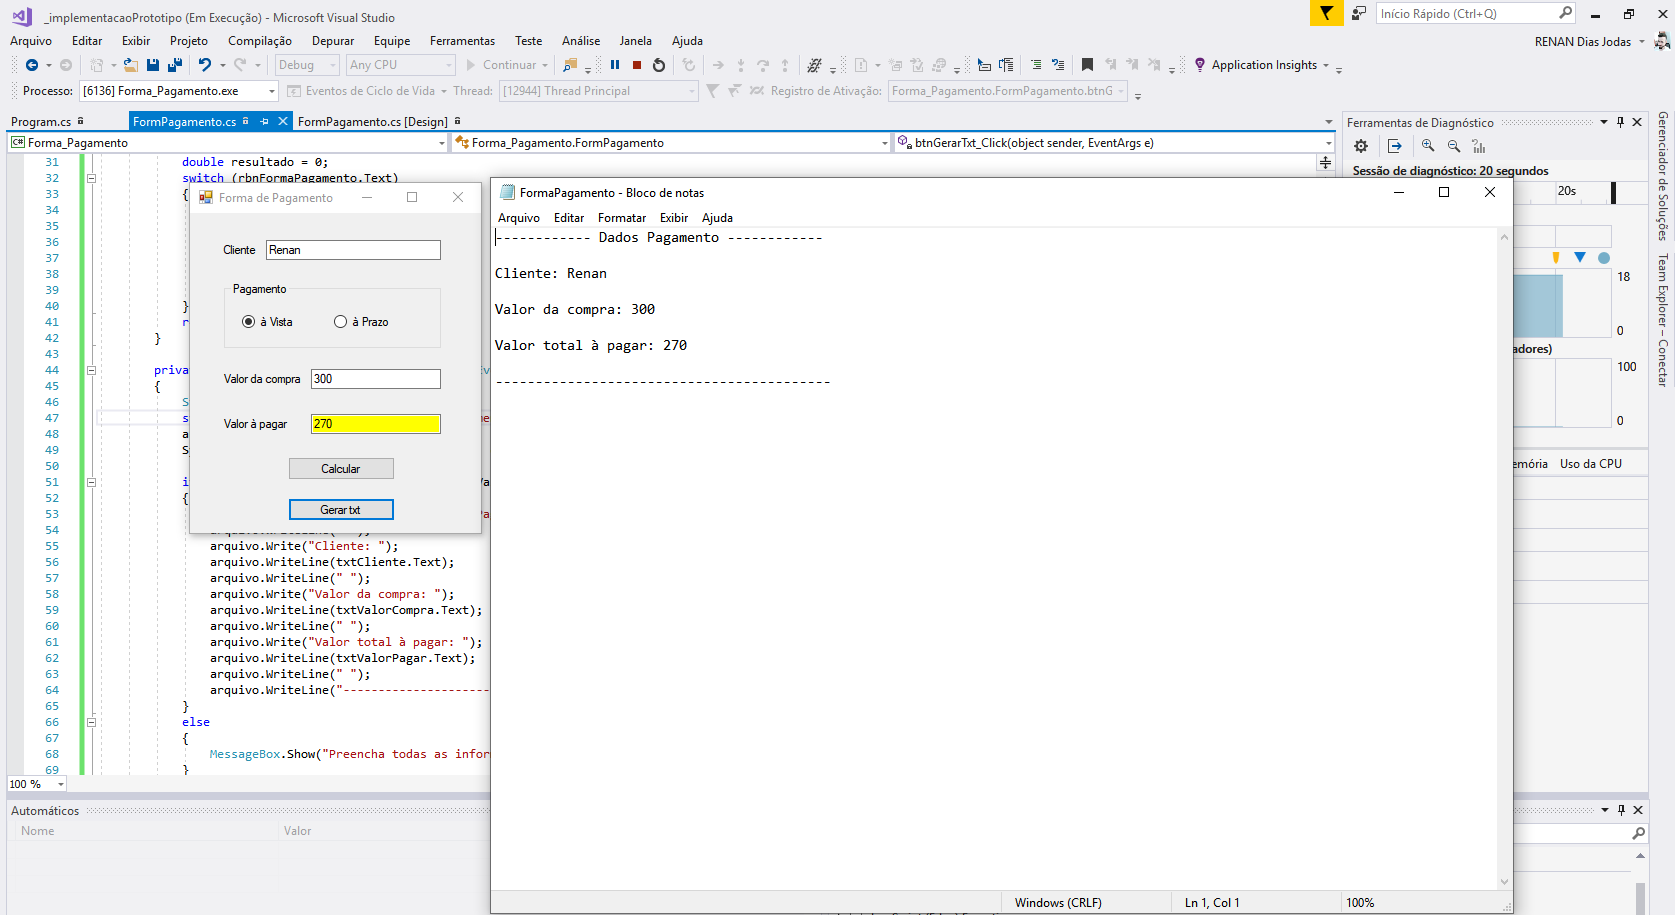 _implementacaoPrototipo (Em Execução) - Microsoft Visual Studio
Início Rápido (Ctrl+Q)
Arquivo Editar Exibir Projeto Compilação Depurar Equipe Ferramentas Teste Análise Janela Ajuda
RENAN Dias Jodas
Debug Any CPU Continuar Application Insights
Processo: [6136] Forma_Pagamento.exe Eventos de Ciclo de Vida Thread: [12944] Thread Principal Registro de Ativação: Forma_Pagamento.FormPagamento.btnG
Program.cs FormPagamento.cs FormPagamento.cs [Design]
C# Forma_Pagamento Forma_Pagamento.FormPagamento btnGerarTxt_Click(object sender, EventArgs e)
31 double resultado = 0;
32 switch (rbnFormaPagamento.Text)
33 {
34
35
36
37
38
39
40 }
41 r
42 }
43
44 priva
45 {
46 S
47 s
48 a
49 S
50
51 i
52 {
53
54
55 arquivo.Write("Cliente: ");
56 arquivo.WriteLine(txtCliente.Text);
57 arquivo.WriteLine(" ");
58 arquivo.Write("Valor da compra: ");
59 arquivo.WriteLine(txtValorCompra.Text);
60 arquivo.WriteLine(" ");
61 arquivo.Write("Valor total à pagar: ");
62 arquivo.WriteLine(txtValorPagar.Text);
63 arquivo.WriteLine(" ");
64 arquivo.WriteLine("---------------------
65 }
66 else
67 {
68 MessageBox.Show("Preencha todas as infor
69 }
100 %
Automáticos
Nome Valor
Forma de Pagamento
Cliente Renan
Pagamento
à Vista à Prazo
Valor da compra 300
Valor à pagar 270
Calcular
Gerar txt
FormaPagamento - Bloco de notas
Arquivo Editar Formatar Exibir Ajuda
------------ Dados Pagamento ------------
Cliente: Renan
Valor da compra: 300
Valor total à pagar: 270
------------------------------------------
Windows (CRLF) Ln 1, Col 1 100%
Ferramentas de Diagnóstico
Sessão de diagnóstico: 20 segundos
20s
18
0
adores)
100
0
emória Uso da CPU
Gerenciador de Soluções
Team Explorer – Conectar